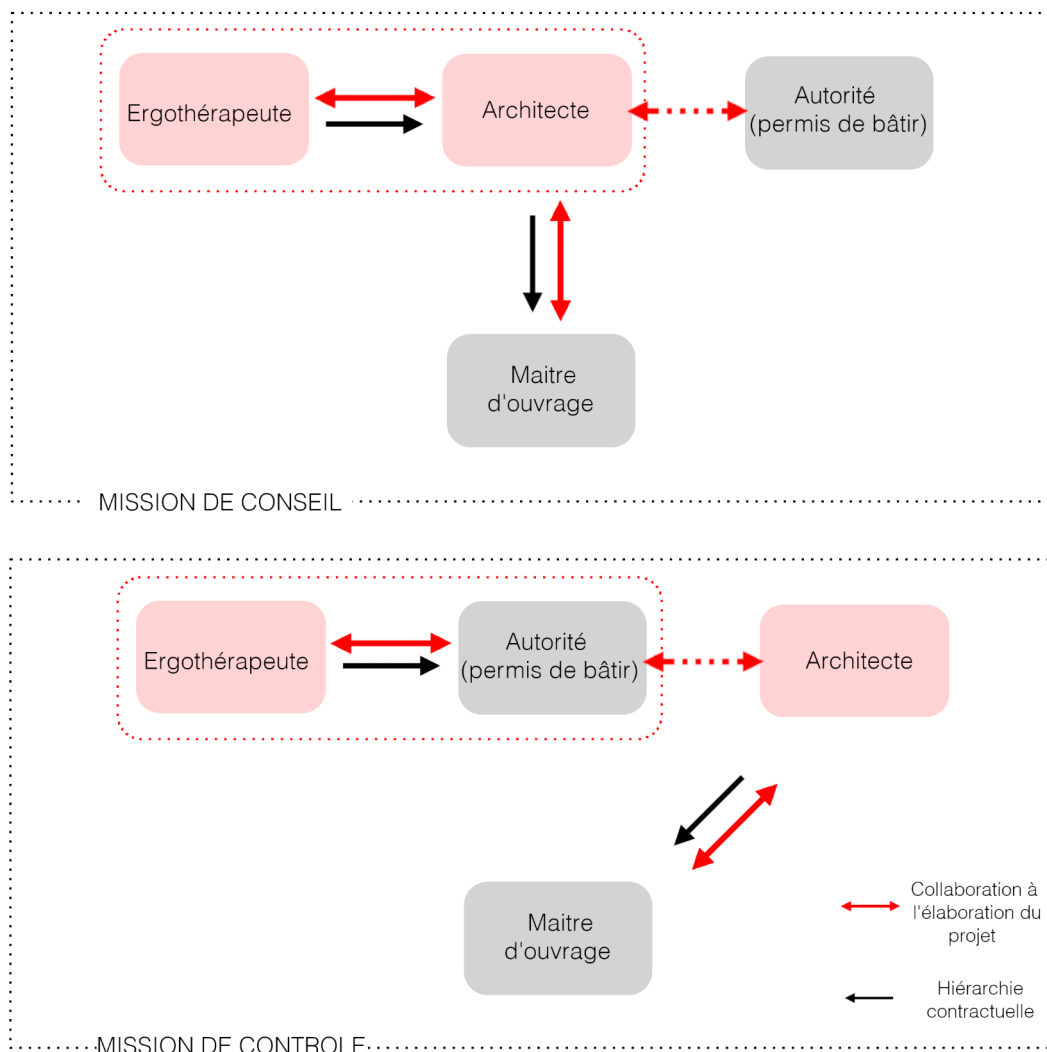 Ergothérapeute
Architecte
Autorité
(permis de bâtir)
Maitre
d'ouvrage
MISSION DE CONSEIL
Ergothérapeute
Autorité
(permis de bâtir)
Architecte
Maitre
d'ouvrage
Collaboration à
l'élaboration du
projet
Hiérarchie
contractuelle
MISSION DE CONTROLE